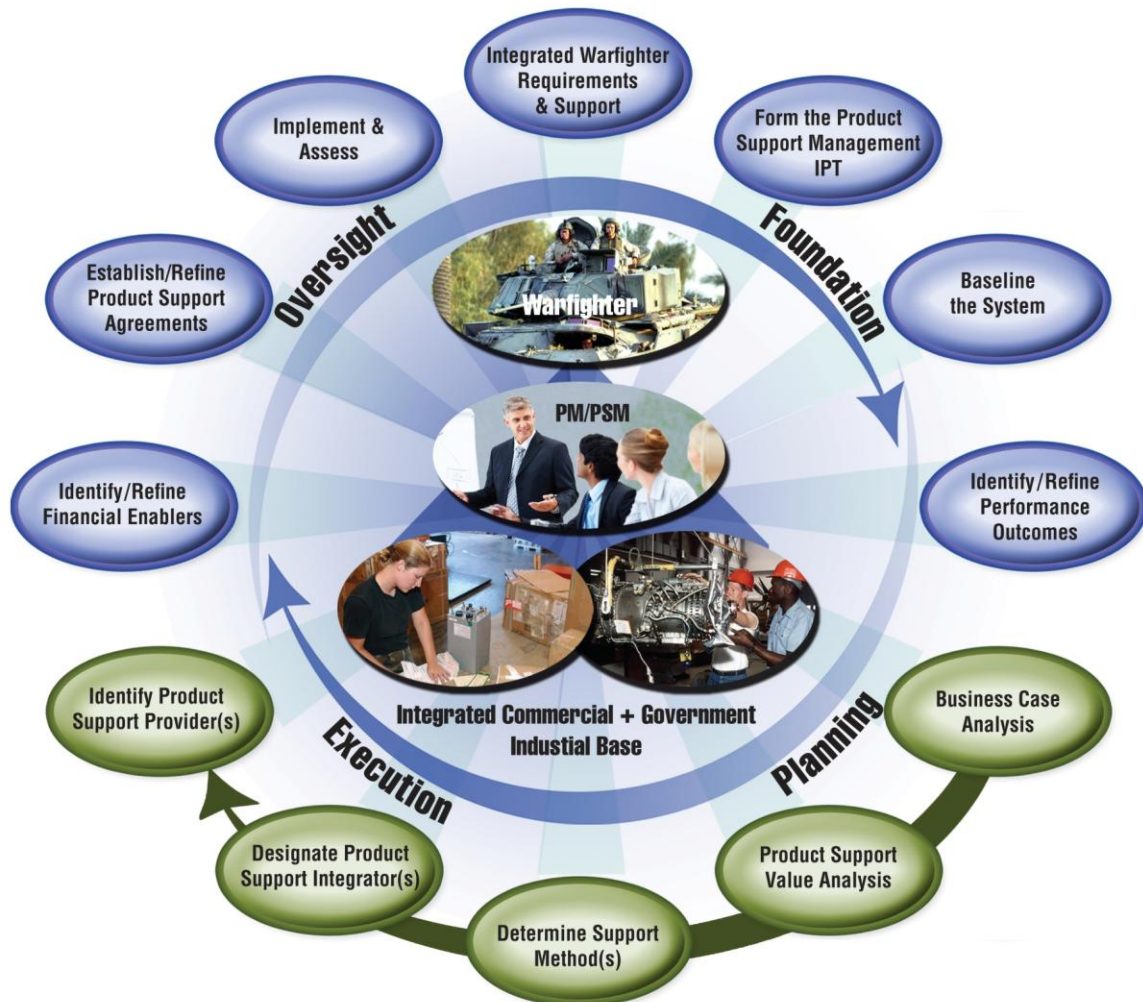 Integrated Warfighter
Requirements
& Support
Form the Product
Support Management
IPT
Baseline
the System
Identify/Refine
Performance
Outcomes
Business Case
Analysis
Product Support
Value Analysis
Determine Support
Method(s)
Designate Product
Support Integrator(s)
Identify Product
Support Provider(s)
Identify/Refine
Financial Enablers
Establish/Refine
Product Support
Agreements
Implement &
Assess
Oversight
Foundation
Planning
Execution
Warfighter
PM/PSM
Integrated Commercial + Government
Industial Base